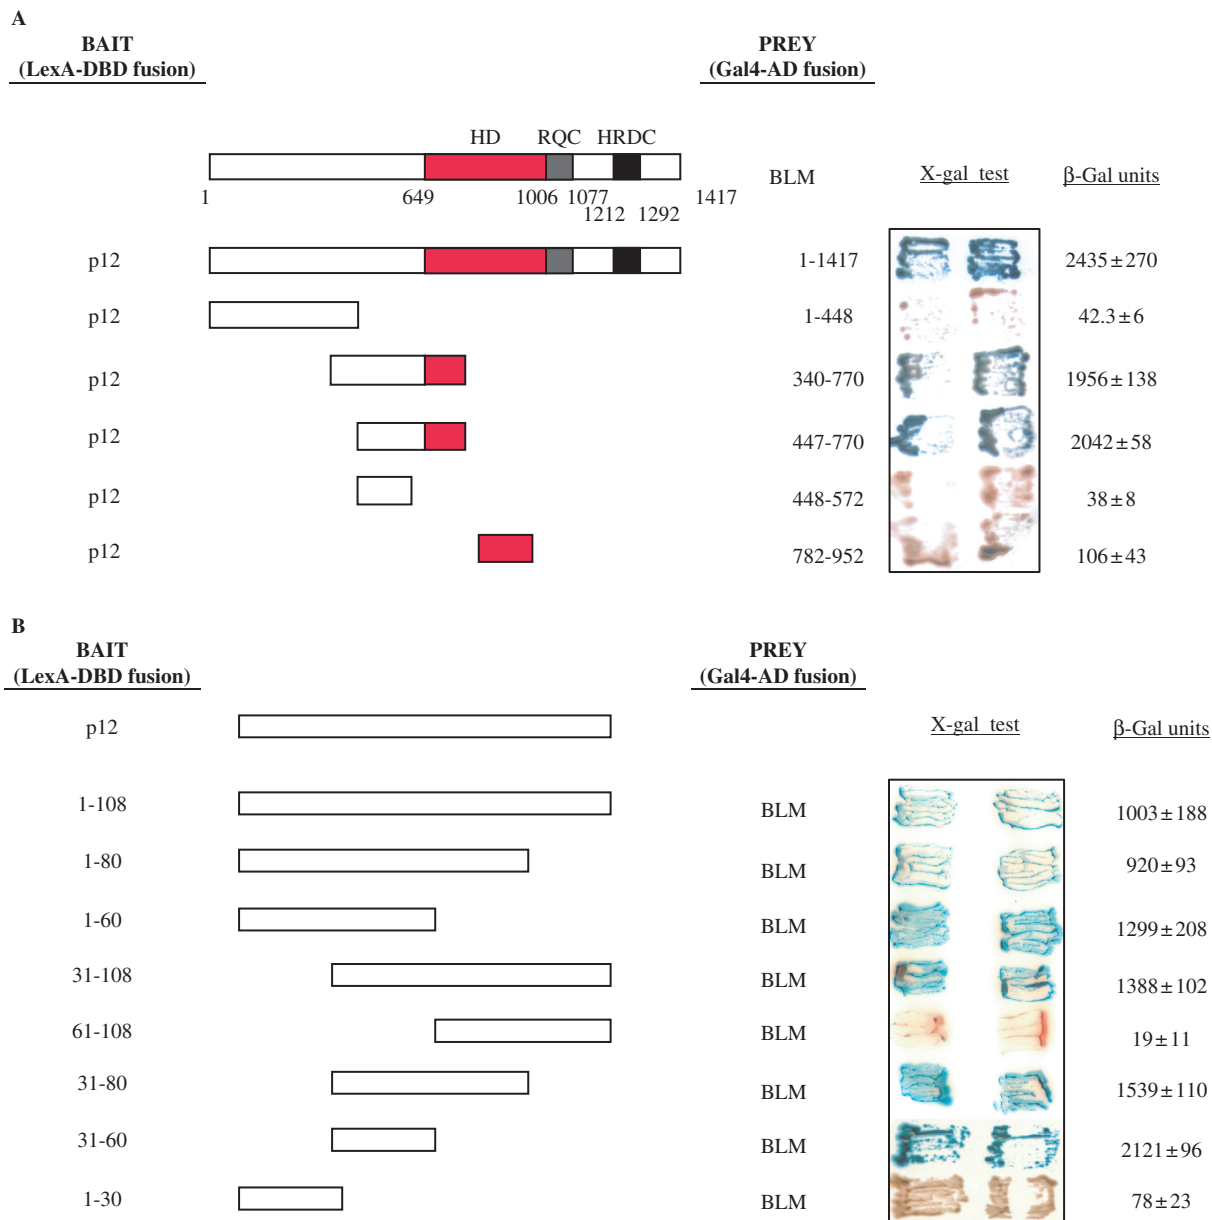 A
BAIT
(LexA-DBD fusion)
PREY
(Gal4-AD fusion)
HD RQC HRDC
1 649 1006 1077 1417
1212 1292
BLM X-gal test β-Gal units
p12 1-1417 2435±270
p12 1-448 42.3±6
p12 340-770 1956±138
p12 447-770 2042±58
p12 448-572 38±8
p12 782-952 106±43
B
BAIT
(LexA-DBD fusion)
PREY
(Gal4-AD fusion)
p12 X-gal test β-Gal units
1-108 BLM 1003±188
1-80 BLM 920±93
1-60 BLM 1299±208
31-108 BLM 1388±102
61-108 BLM 19±11
31-80 BLM 1539±110
31-60 BLM 2121±96
1-30 BLM 78±23